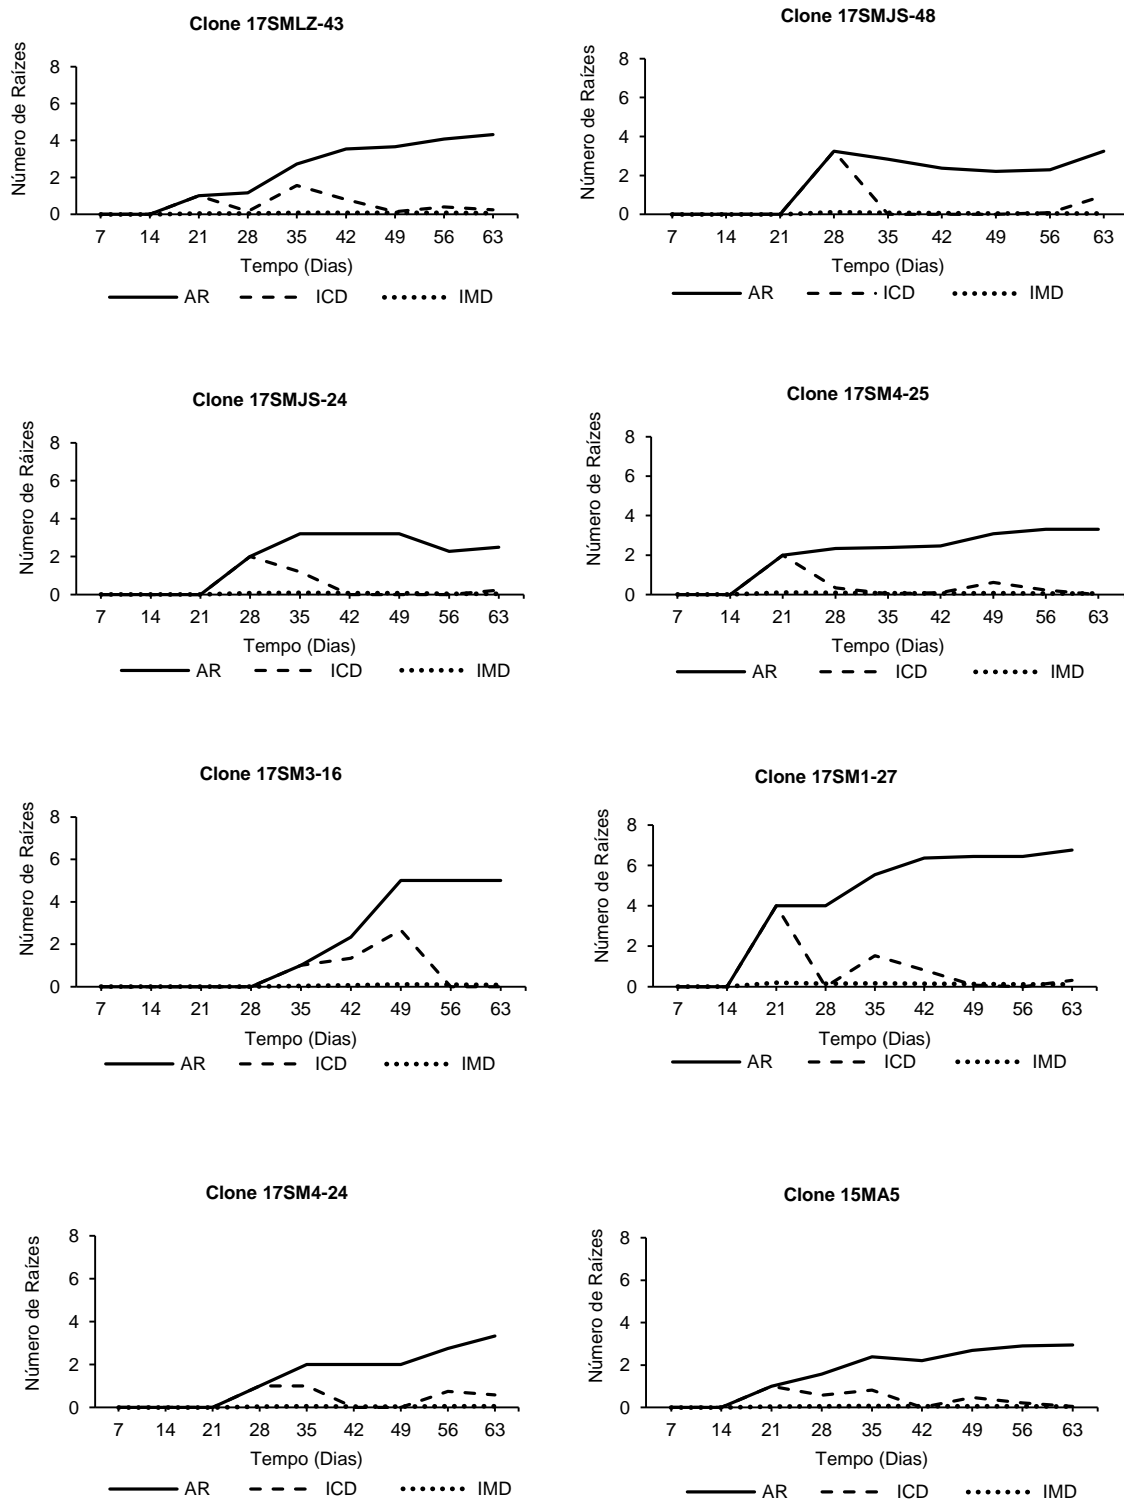 Clone 17SMLZ-43
Número de Raízes
8
6
4
2
0
7 14 21 28 35 42 49 56 63
Tempo (Dias)
AR ICD IMD
Clone 17SMJS-48
Número de Raízes
8
6
4
2
0
7 14 21 28 35 42 49 56 63
Tempo (Dias)
AR ICD IMD
Clone 17SMJS-24
Número de Ráizes
8
6
4
2
0
7 14 21 28 35 42 49 56 63
Tempo (Dias)
AR ICD IMD
Clone 17SM4-25
Número de Raízes
8
6
4
2
0
7 14 21 28 35 42 49 56 63
Tempo (Dias)
AR ICD IMD
Clone 17SM3-16
Número de Raízes
8
6
4
2
0
7 14 21 28 35 42 49 56 63
Tempo (Dias)
AR ICD IMD
Clone 17SM1-27
Número de Raízes
8
6
4
2
0
7 14 21 28 35 42 49 56 63
Tempo (Dias)
AR ICD IMD
Clone 17SM4-24
Número de Raízes
8
6
4
2
0
7 14 21 28 35 42 49 56 63
Tempo (Dias)
AR ICD IMD
Clone 15MA5
Número de Raízes
8
6
4
2
0
7 14 21 28 35 42 49 56 63
Tempo (Dias)
AR ICD IMD